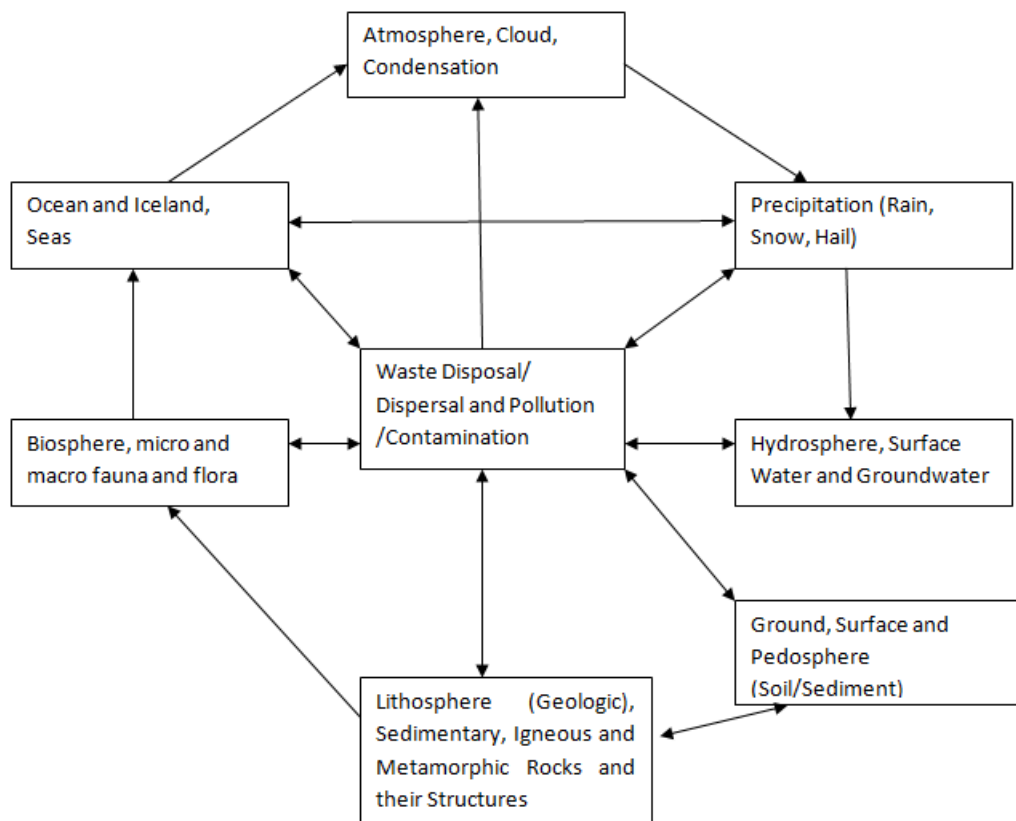 Atmosphere, Cloud,
Condensation
Ocean and Iceland,
Seas
Precipitation (Rain,
Snow, Hail)
Waste Disposal/
Dispersal and Pollution
/Contamination
Biosphere, micro and
macro fauna and flora
Hydrosphere, Surface
Water and Groundwater
Ground, Surface and
Pedosphere
(Soil/Sediment)
Lithosphere (Geologic),
Sedimentary, Igneous and
Metamorphic Rocks and
their Structures